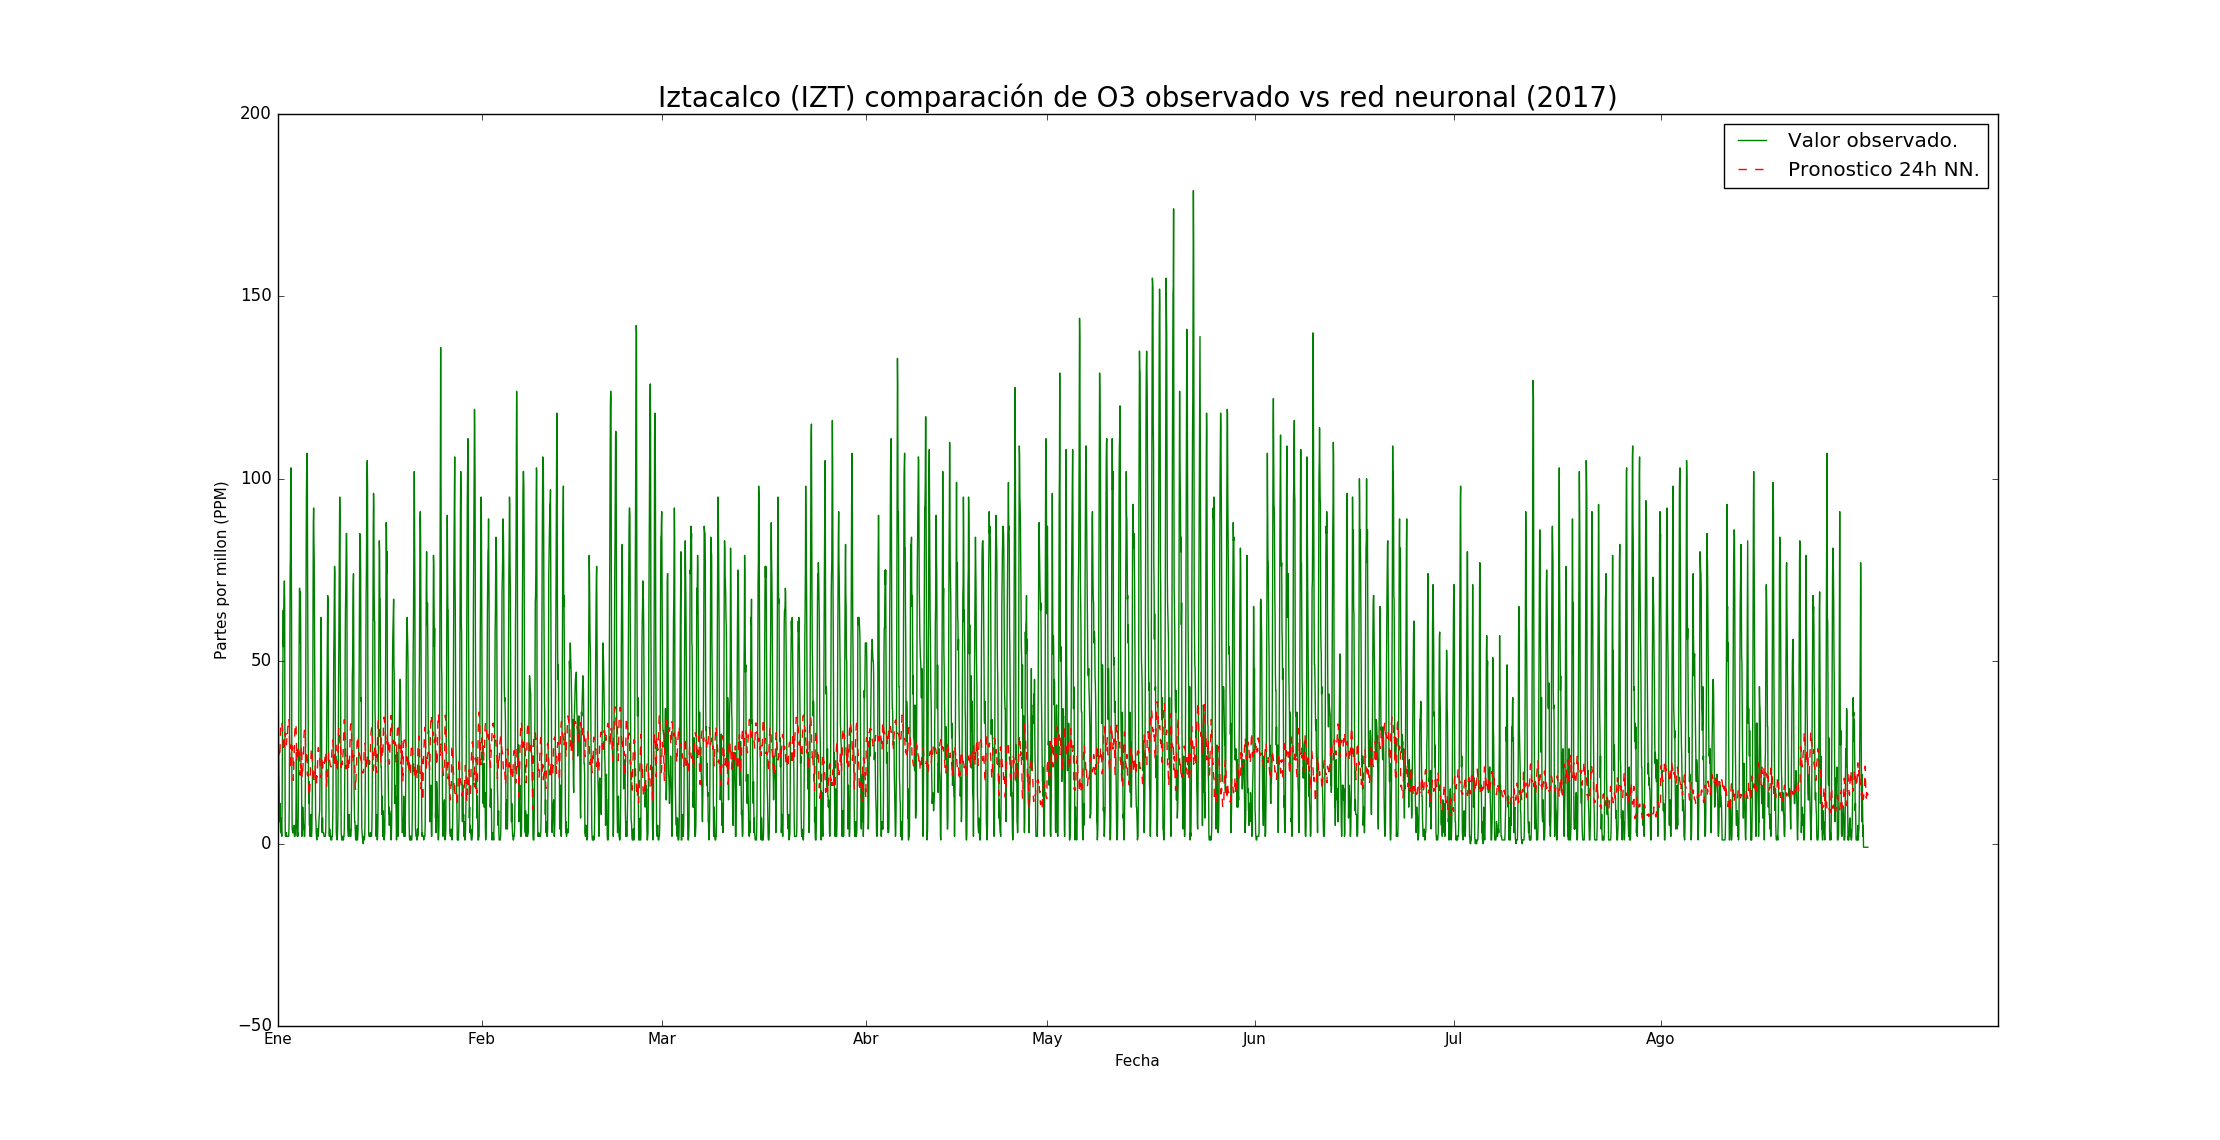 Iztacalco (IZT) comparación de O3 observado vs red neuronal (2017)
Valor observado.
Pronostico 24h NN.
Partes por millon (PPM)
200
150
100
50
0
−50
Ene Feb Mar Abr May Jun Jul Ago
Fecha